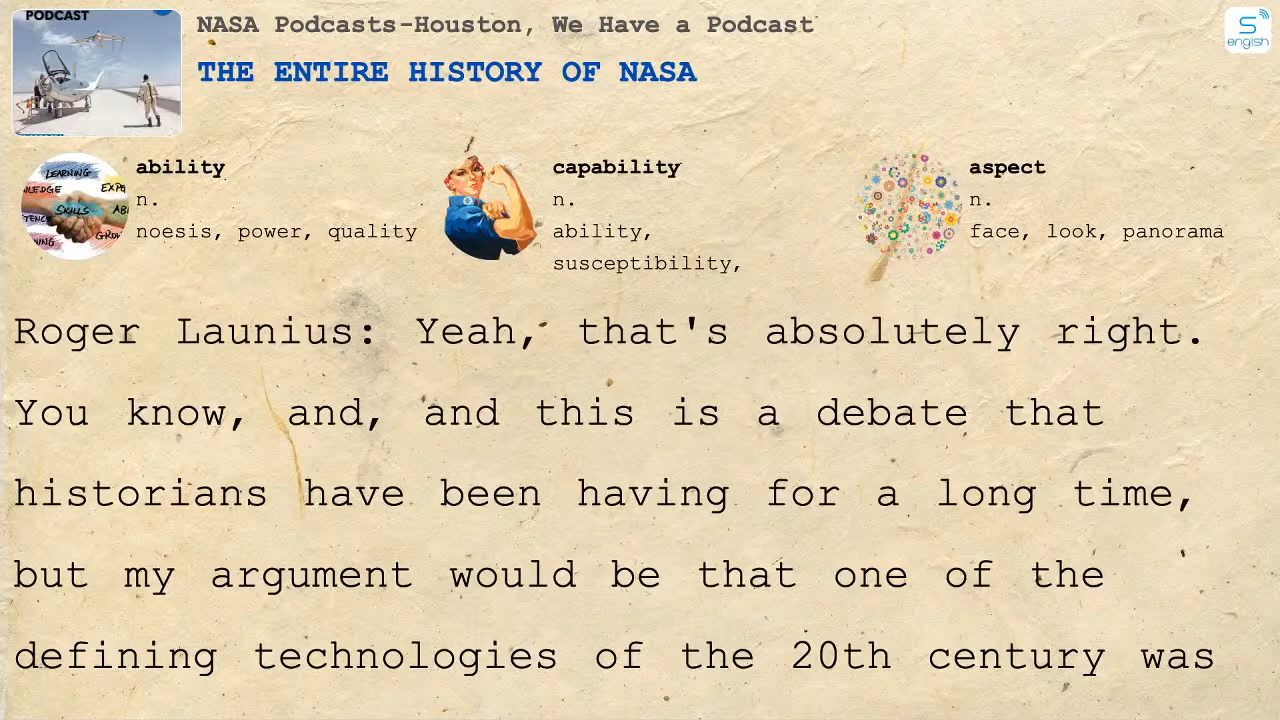 PODCAST
NASA Podcasts-Houston, We Have a Podcast
THE ENTIRE HISTORY OF NASA
S
english
LEARNING
SKILLS
ability
n.
noesis, power, quality
capability
n.
ability,
susceptibility,
aspect
n.
face, look, panorama
Roger Launius: Yeah, that's absolutely right.
You know, and, and this is a debate that
historians have been having for a long time,
but my argument would be that one of the
defining technologies of the 20th century was